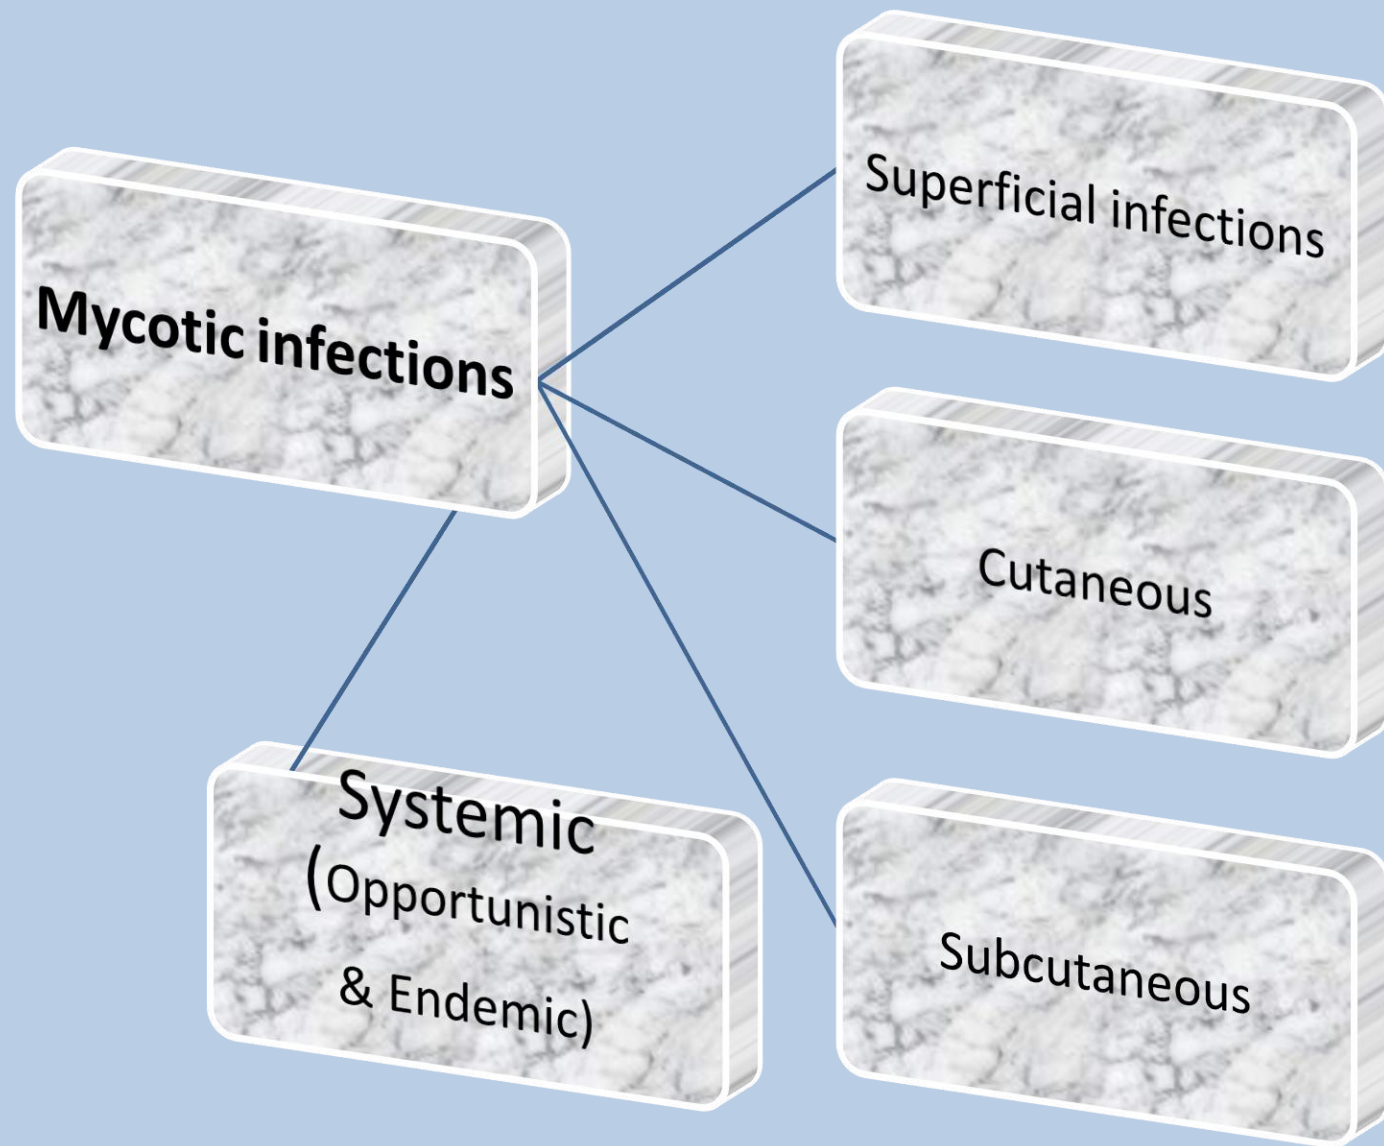 Mycotic infections
Superficial infections
Cutaneous
Subcutaneous
Systemic
(Opportunistic
& Endemic)